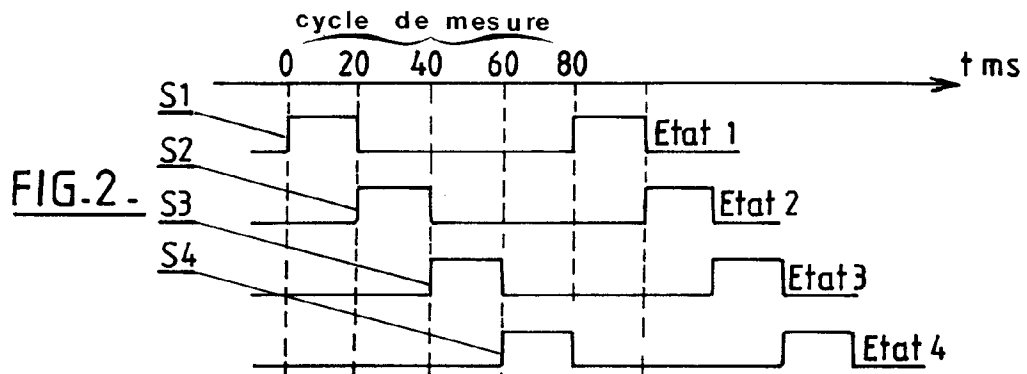 cycle de mesure
0 20 40 60 80 t ms
S1
Etat 1
S2
FIG.2-
Etat 2
S3
S4
Etat 3
Etat 4